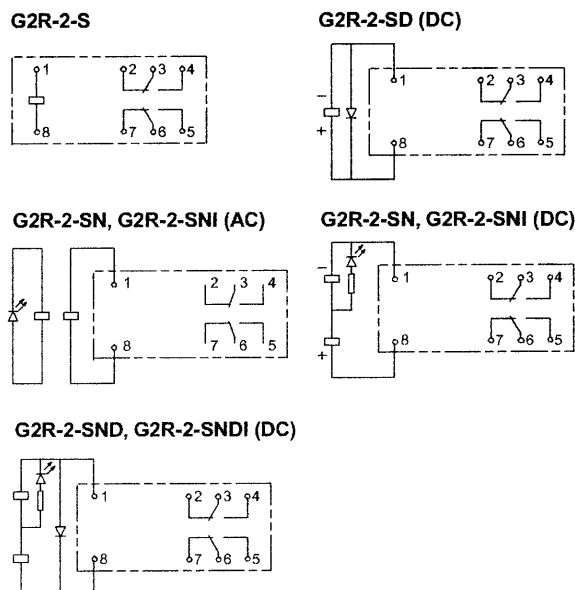 G2R-2-S
1 2 3 4
8 7 6 5
G2R-2-SD (DC)
1 2 3 4
−
+
8 7 6 5
G2R-2-SN, G2R-2-SNI (AC)
1 2 3 4
8 7 6 5
G2R-2-SN, G2R-2-SNI (DC)
−
1 2 3 4
+
8 7 6 5
G2R-2-SND, G2R-2-SNDI (DC)
1 2 3 4
8 7 6 5